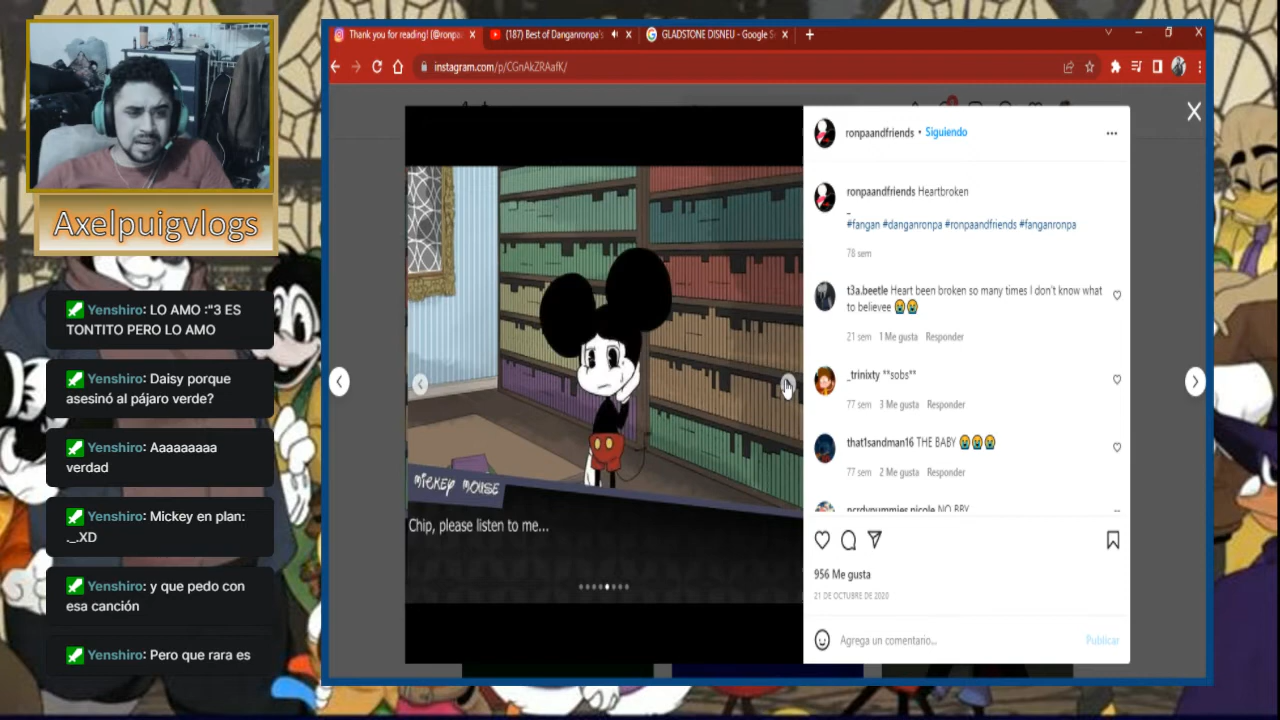 Thank you for reading! (@ronpa
(187) Best of Danganronpa's
GLADSTONE DISNEU - Google S
instagram.com/p/CGnAkZRAafK/
Axelpuigvlogs
Yenshiro: LO AMO :"3 ES
TONTITO PERO LO AMO
Yenshiro: Daisy porque
asesinó al pájaro verde?
Yenshiro: Aaaaaaaaa
verdad
Yenshiro: Mickey en plan:
._.XD
Yenshiro: y que pedo con
esa canción
Yenshiro: Pero que rara es
MICKEY MOUSE
Chip, please listen to me...
ronpaandfriends • Siguiendo
ronpaandfriends Heartbroken
_
#fangan #danganronpa #ronpaandfriends #fanganronpa
78 sem
t3a.beetle Heart been broken so many times I don't know what
to believee 😭😭
21 sem 1 Me gusta Responder
_trinixty **sobs**
77 sem 3 Me gusta Responder
that1sandman16 THE BABY 😭😭😭
77 sem 2 Me gusta Responder
NO BBY
956 Me gusta
21 DE OCTUBRE DE 2020
Agrega un comentario...
Publicar